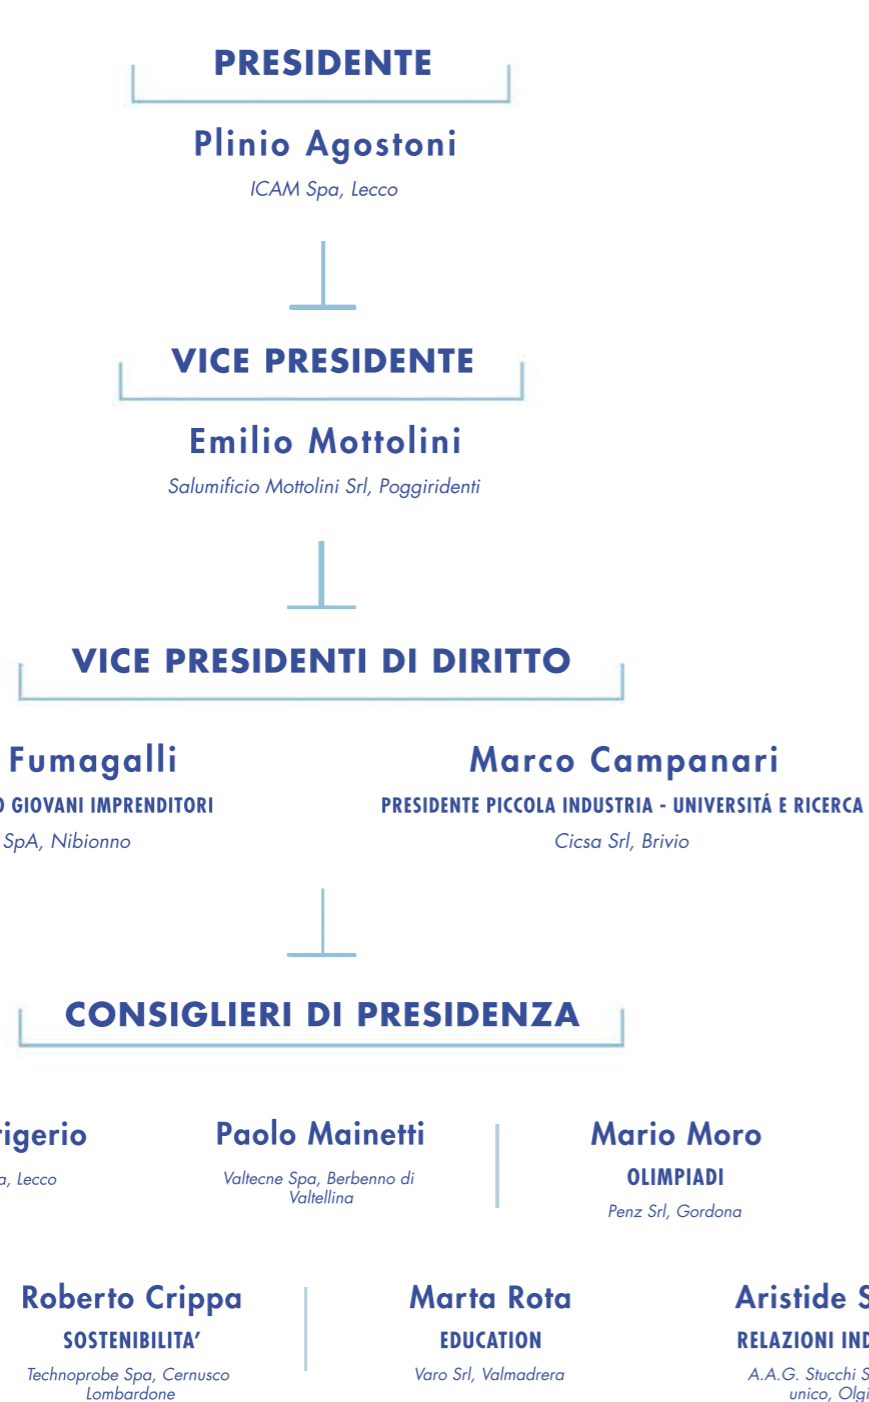 PRESIDENTE
Plinio Agostoni
ICAM Spa, Lecco
VICE PRESIDENTE
Emilio Mottolini
Salumificio Mottolini Srl, Poggiridenti
VICE PRESIDENTI DI DIRITTO
Fumagalli
GIOVANI IMPRENDITORI
SpA, Nibionno
Marco Campanari
PRESIDENTE PICCOLA INDUSTRIA - UNIVERSITÁ E RICERCA
Cicsa Srl, Brivio
CONSIGLIERI DI PRESIDENZA
Lecco
Paolo Mainetti
Valtecne Spa, Berbenno di
Valtellina
Mario Moro
OLIMPIADI
Penz Srl, Gordona
Roberto Crippa
SOSTENIBILITA’
Technoprobe Spa, Cernusco
Lombardone
Marta Rota
EDUCATION
Varo Srl, Valmadrera
Aristide
RELAZIONI
A.A.G. Stucchi
unico,